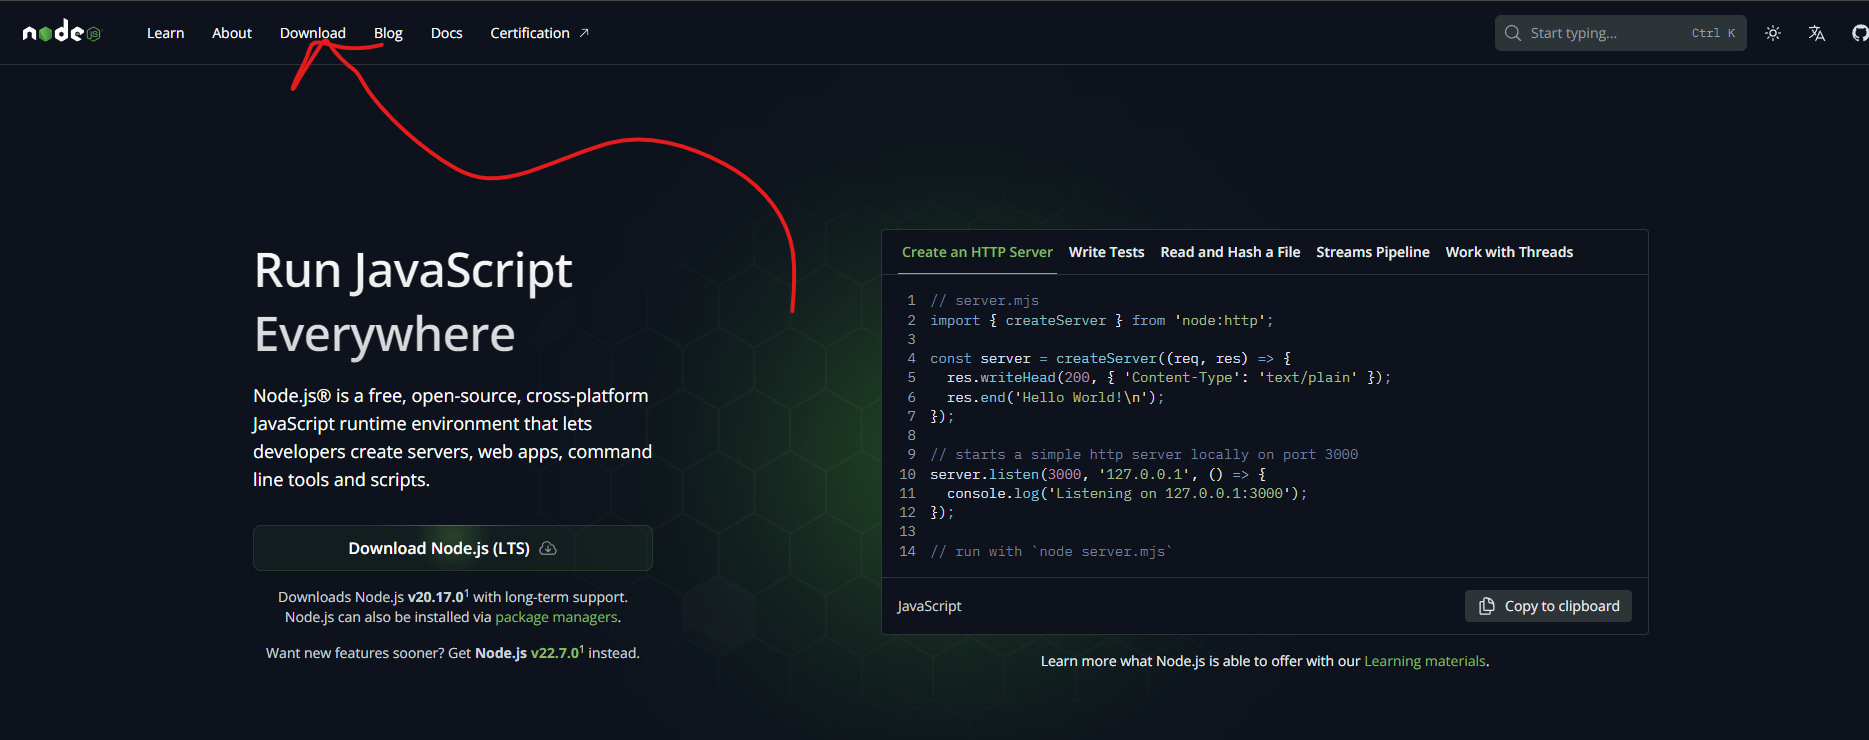 node JS
Learn About Download Blog Docs Certification ↗
Start typing... Ctrl K
Run JavaScript
Everywhere
Node.js® is a free, open-source, cross-platform
JavaScript runtime environment that lets
developers create servers, web apps, command
line tools and scripts.
Download Node.js (LTS)
Downloads Node.js v20.17.0¹ with long-term support.
Node.js can also be installed via package managers.
Want new features sooner? Get Node.js v22.7.0¹ instead.
Create an HTTP Server Write Tests Read and Hash a File Streams Pipeline Work with Threads
1 // server.mjs
2 import { createServer } from 'node:http';
3
4 const server = createServer((req, res) => {
5   res.writeHead(200, { 'Content-Type': 'text/plain' });
6   res.end('Hello World!\n');
7 });
8
9 // starts a simple http server locally on port 3000
10 server.listen(3000, '127.0.0.1', () => {
11   console.log('Listening on 127.0.0.1:3000');
12 });
13
14 // run with `node server.mjs`
JavaScript Copy to clipboard
Learn more what Node.js is able to offer with our Learning materials.